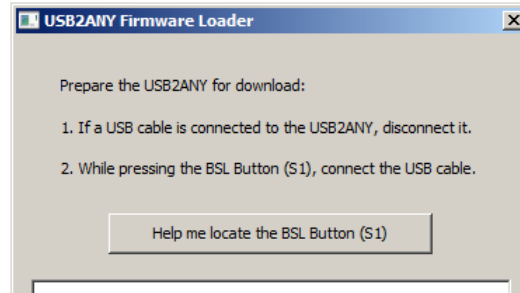 USB2ANY Firmware Loader
Prepare the USB2ANY for download:
1. If a USB cable is connected to the USB2ANY, disconnect it.
2. While pressing the BSL Button (S1), connect the USB cable.
Help me locate the BSL Button (S1)